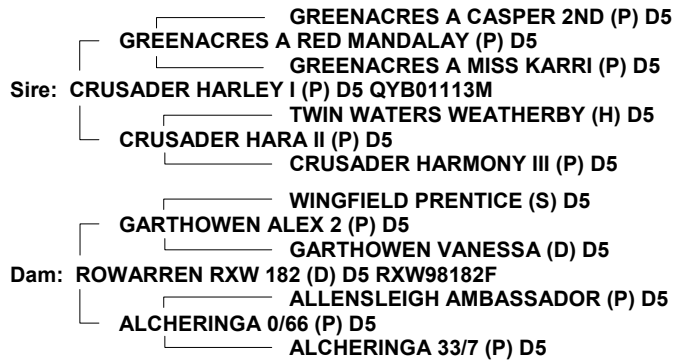 GREENACRES A CASPER 2ND (P) D5
GREENACRES A RED MANDALAY (P) D5
GREENACRES A MISS KARRI (P) D5
Sire: CRUSADER HARLEY I (P) D5 QYB01113M
TWIN WATERS WEATHERBY (H) D5
CRUSADER HARA II (P) D5
CRUSADER HARMONY III (P) D5
WINGFIELD PRENTICE (S) D5
GARTHOWEN ALEX 2 (P) D5
GARTHOWEN VANESSA (D) D5
Dam: ROWARREN RXW 182 (D) D5 RXW98182F
ALLENSLEIGH AMBASSADOR (P) D5
ALCHERINGA 0/66 (P) D5
ALCHERINGA 33/7 (P) D5